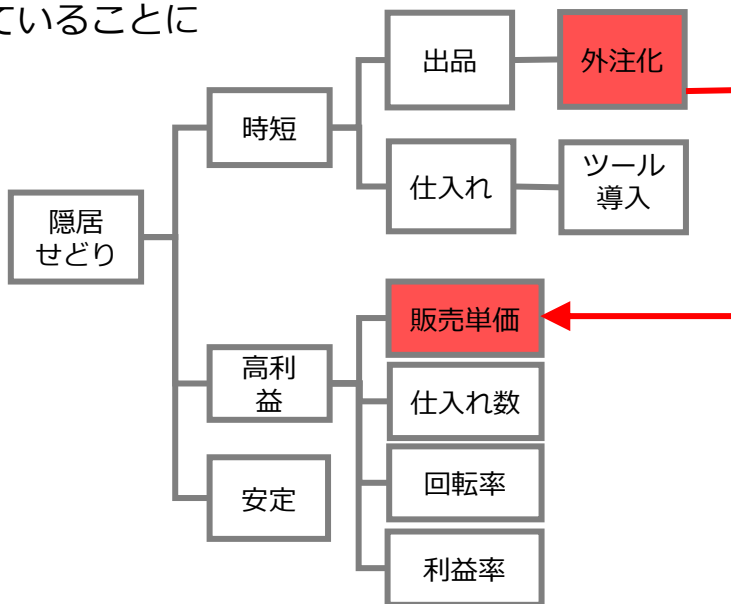 ていることに
出品
外注化
時短
仕入れ
ツール
導入
隠居
せどり
販売単価
高利
益
仕入れ数
回転率
安定
利益率